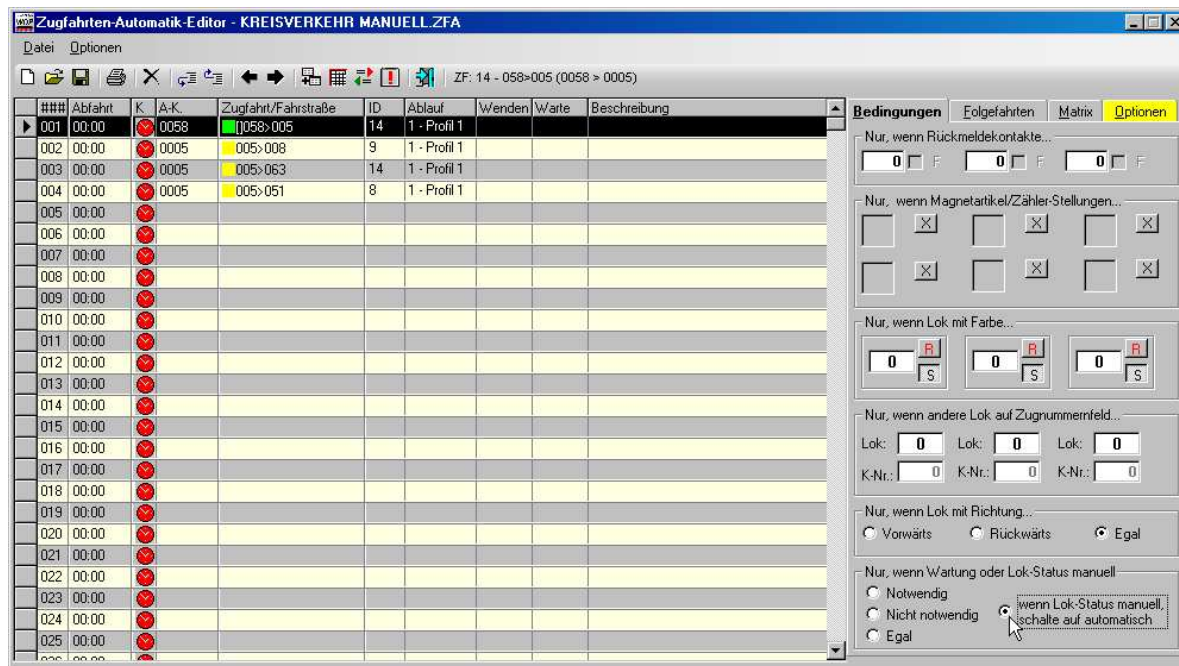 Zugfahrten-Automatik-Editor - KREISVERKEHR MANUELL.ZFA
Datei Optionen
ZF: 14 - 058>005 (0058 > 0005)
### Abfahrt K A-K. Zugfahrt/Fahrstraße ID Ablauf Wenden Warte Beschreibung
001 00:00 0058 []058>005 14 1 - Profil 1
002 00:00 0005 005>008 9 1 - Profil 1
003 00:00 0005 005>063 14 1 - Profil 1
004 00:00 0005 005>051 8 1 - Profil 1
005 00:00
006 00:00
007 00:00
008 00:00
009 00:00
010 00:00
011 00:00
012 00:00
013 00:00
014 00:00
015 00:00
016 00:00
017 00:00
018 00:00
019 00:00
020 00:00
021 00:00
022 00:00
023 00:00
024 00:00
025 00:00
Bedingungen Folgefahrten Matrix Optionen
Nur, wenn Rückmeldekontakte...
0 F 0 F 0 F
Nur, wenn Magnetartikel/Zähler-Stellungen...
X X X
X X X
Nur, wenn Lok mit Farbe...
0 R S 0 R S 0 R S
Nur, wenn andere Lok auf Zugnummernfeld...
Lok: 0 Lok: 0 Lok: 0
K-Nr.: 0 K-Nr.: 0 K-Nr.: 0
Nur, wenn Lok mit Richtung...
Vorwärts Rückwärts Egal
Nur, wenn Wartung oder Lok-Status manuell
Notwendig
Nicht notwendig
Egal
wenn Lok-Status manuell,
schalte auf automatisch